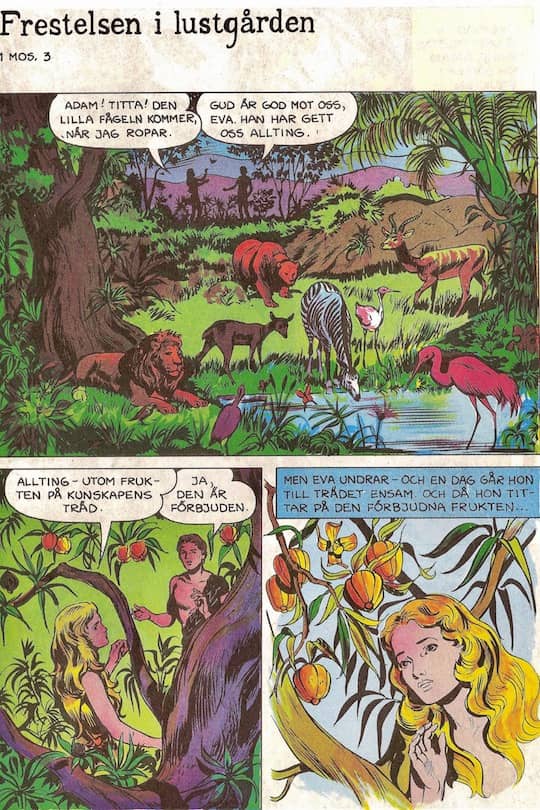 Frestelsen i lustgården
1 MOS. 3
ADAM! TITTA! DEN
LILLA FÅGELN KOMMER,
NÄR JAG ROPAR.
GUD ÄR GOD MOT OSS,
EVA. HAN HAR GETT
OSS ALLTING.
ALLTING - UTOM FRUK-
TEN PÅ KUNSKAPENS
TRÄD.
JA,
DEN ÄR
FÖRBJUDEN.
MEN EVA UNDRAR - OCH EN DAG GÅR HON
TILL TRÄDET ENSAM. OCH DÅ HON TIT-
TAR PÅ DEN FÖRBJUDNA FRUKTEN...